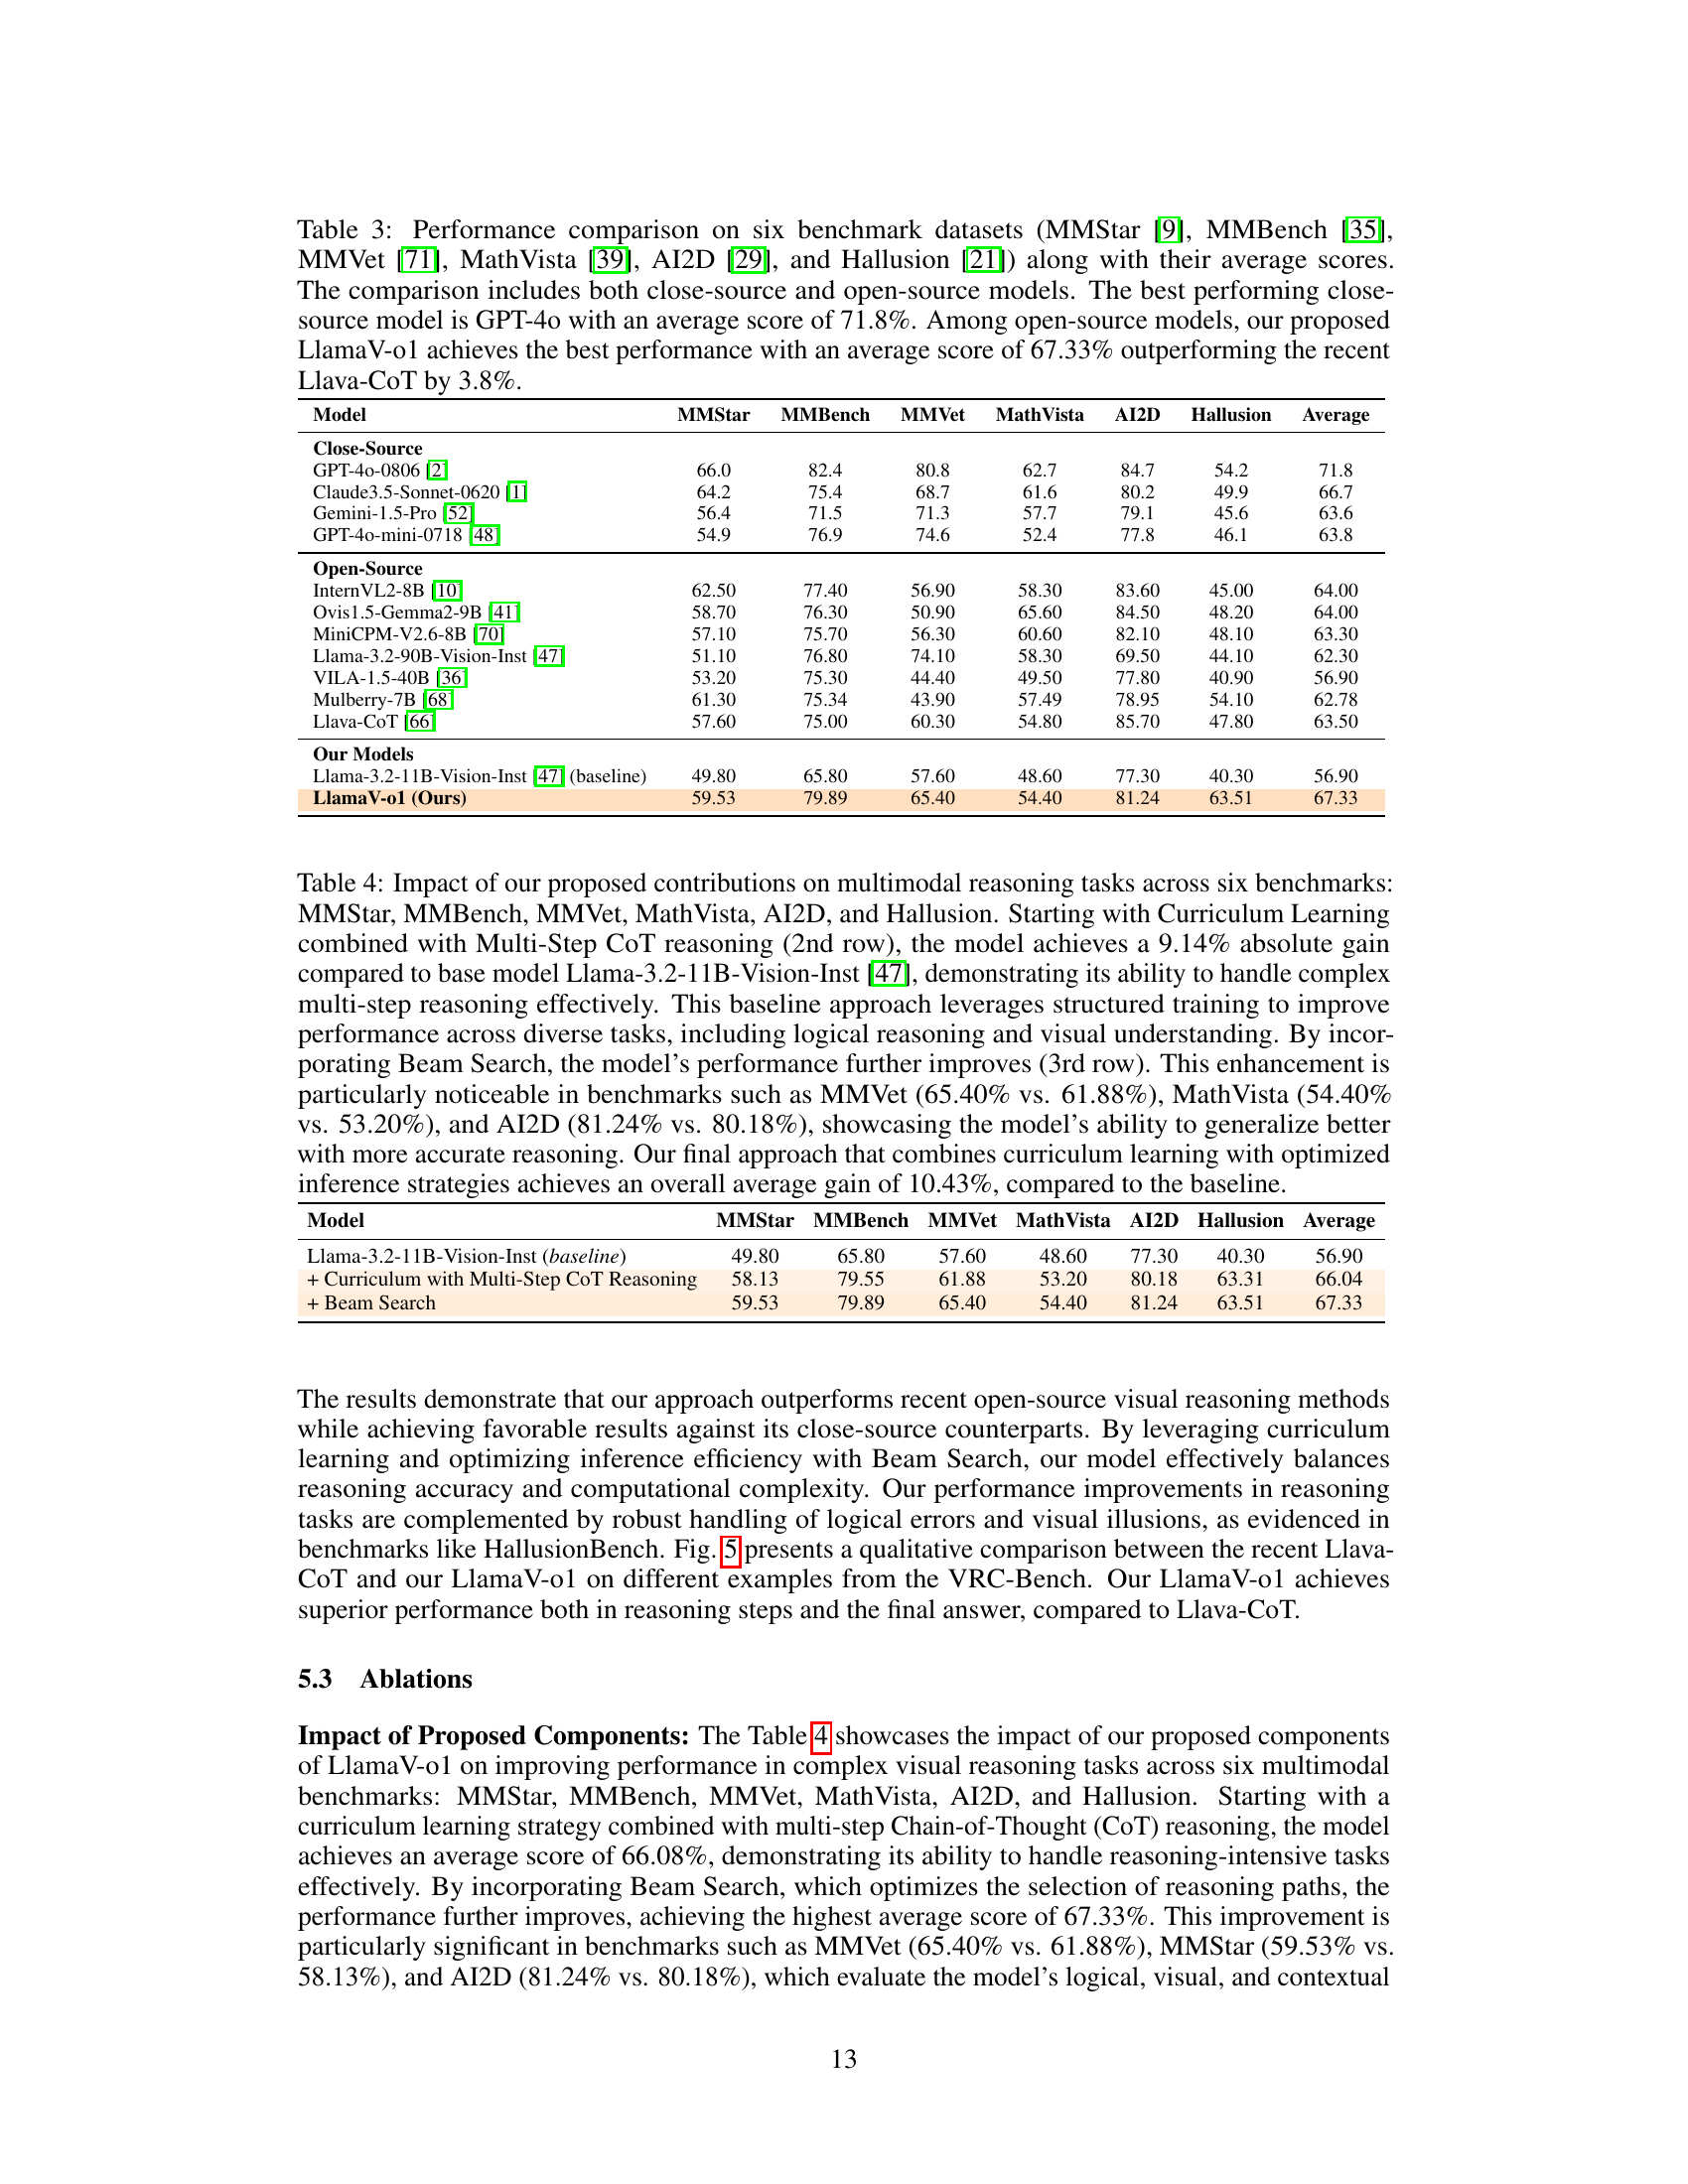 Table 3: Performance comparison on six benchmark datasets (MMStar [9], MMBench [35],
MMVet [71], MathVista [39], AI2D [29], and Hallusion [21]) along with their average scores.
The comparison includes both close-source and open-source models. The best performing close-
source model is GPT-4o with an average score of 71.8%. Among open-source models, our proposed
LlamaV-o1 achieves the best performance with an average score of 67.33% outperforming the recent
Llava-CoT by 3.8%.
Model MMStar MMBench MMVet MathVista AI2D Hallusion Average
Close-Source
GPT-4o-0806 [2] 66.0 82.4 80.8 62.7 84.7 54.2 71.8
Claude3.5-Sonnet-0620 [1] 64.2 75.4 68.7 61.6 80.2 49.9 66.7
Gemini-1.5-Pro [52] 56.4 71.5 71.3 57.7 79.1 45.6 63.6
GPT-4o-mini-0718 [48] 54.9 76.9 74.6 52.4 77.8 46.1 63.8
Open-Source
InternVL2-8B [10] 62.50 77.40 56.90 58.30 83.60 45.00 64.00
Ovis1.5-Gemma2-9B [41] 58.70 76.30 50.90 65.60 84.50 48.20 64.00
MiniCPM-V2.6-8B [70] 57.10 75.70 56.30 60.60 82.10 48.10 63.30
Llama-3.2-90B-Vision-Inst [47] 51.10 76.80 74.10 58.30 69.50 44.10 62.30
VILA-1.5-40B [36] 53.20 75.30 44.40 49.50 77.80 40.90 56.90
Mulberry-7B [68] 61.30 75.34 43.90 57.49 78.95 54.10 62.78
Llava-CoT [66] 57.60 75.00 60.30 54.80 85.70 47.80 63.50
Our Models
Llama-3.2-11B-Vision-Inst [47] (baseline) 49.80 65.80 57.60 48.60 77.30 40.30 56.90
LlamaV-o1 (Ours) 59.53 79.89 65.40 54.40 81.24 63.51 67.33
Table 4: Impact of our proposed contributions on multimodal reasoning tasks across six benchmarks:
MMStar, MMBench, MMVet, MathVista, AI2D, and Hallusion. Starting with Curriculum Learning
combined with Multi-Step CoT reasoning (2nd row), the model achieves a 9.14% absolute gain
compared to base model Llama-3.2-11B-Vision-Inst [47], demonstrating its ability to handle complex
multi-step reasoning effectively. This baseline approach leverages structured training to improve
performance across diverse tasks, including logical reasoning and visual understanding. By incor-
porating Beam Search, the model's performance further improves (3rd row). This enhancement is
particularly noticeable in benchmarks such as MMVet (65.40% vs. 61.88%), MathVista (54.40%
vs. 53.20%), and AI2D (81.24% vs. 80.18%), showcasing the model's ability to generalize better
with more accurate reasoning. Our final approach that combines curriculum learning with optimized
inference strategies achieves an overall average gain of 10.43%, compared to the baseline.
Model MMStar MMBench MMVet MathVista AI2D Hallusion Average
Llama-3.2-11B-Vision-Inst (baseline) 49.80 65.80 57.60 48.60 77.30 40.30 56.90
+ Curriculum with Multi-Step CoT Reasoning 58.13 79.55 61.88 53.20 80.18 63.31 66.04
+ Beam Search 59.53 79.89 65.40 54.40 81.24 63.51 67.33
The results demonstrate that our approach outperforms recent open-source visual reasoning methods
while achieving favorable results against its close-source counterparts. By leveraging curriculum
learning and optimizing inference efficiency with Beam Search, our model effectively balances
reasoning accuracy and computational complexity. Our performance improvements in reasoning
tasks are complemented by robust handling of logical errors and visual illusions, as evidenced in
benchmarks like HallusionBench. Fig. 5 presents a qualitative comparison between the recent Llava-
CoT and our LlamaV-o1 on different examples from the VRC-Bench. Our LlamaV-o1 achieves
superior performance both in reasoning steps and the final answer, compared to Llava-CoT.
5.3 Ablations
Impact of Proposed Components: The Table 4 showcases the impact of our proposed components
of LlamaV-o1 on improving performance in complex visual reasoning tasks across six multimodal
benchmarks: MMStar, MMBench, MMVet, MathVista, AI2D, and Hallusion. Starting with a
curriculum learning strategy combined with multi-step Chain-of-Thought (CoT) reasoning, the model
achieves an average score of 66.08%, demonstrating its ability to handle reasoning-intensive tasks
effectively. By incorporating Beam Search, which optimizes the selection of reasoning paths, the
performance further improves, achieving the highest average score of 67.33%. This improvement is
particularly significant in benchmarks such as MMVet (65.40% vs. 61.88%), MMStar (59.53% vs.
58.13%), and AI2D (81.24% vs. 80.18%), which evaluate the model's logical, visual, and contextual
13